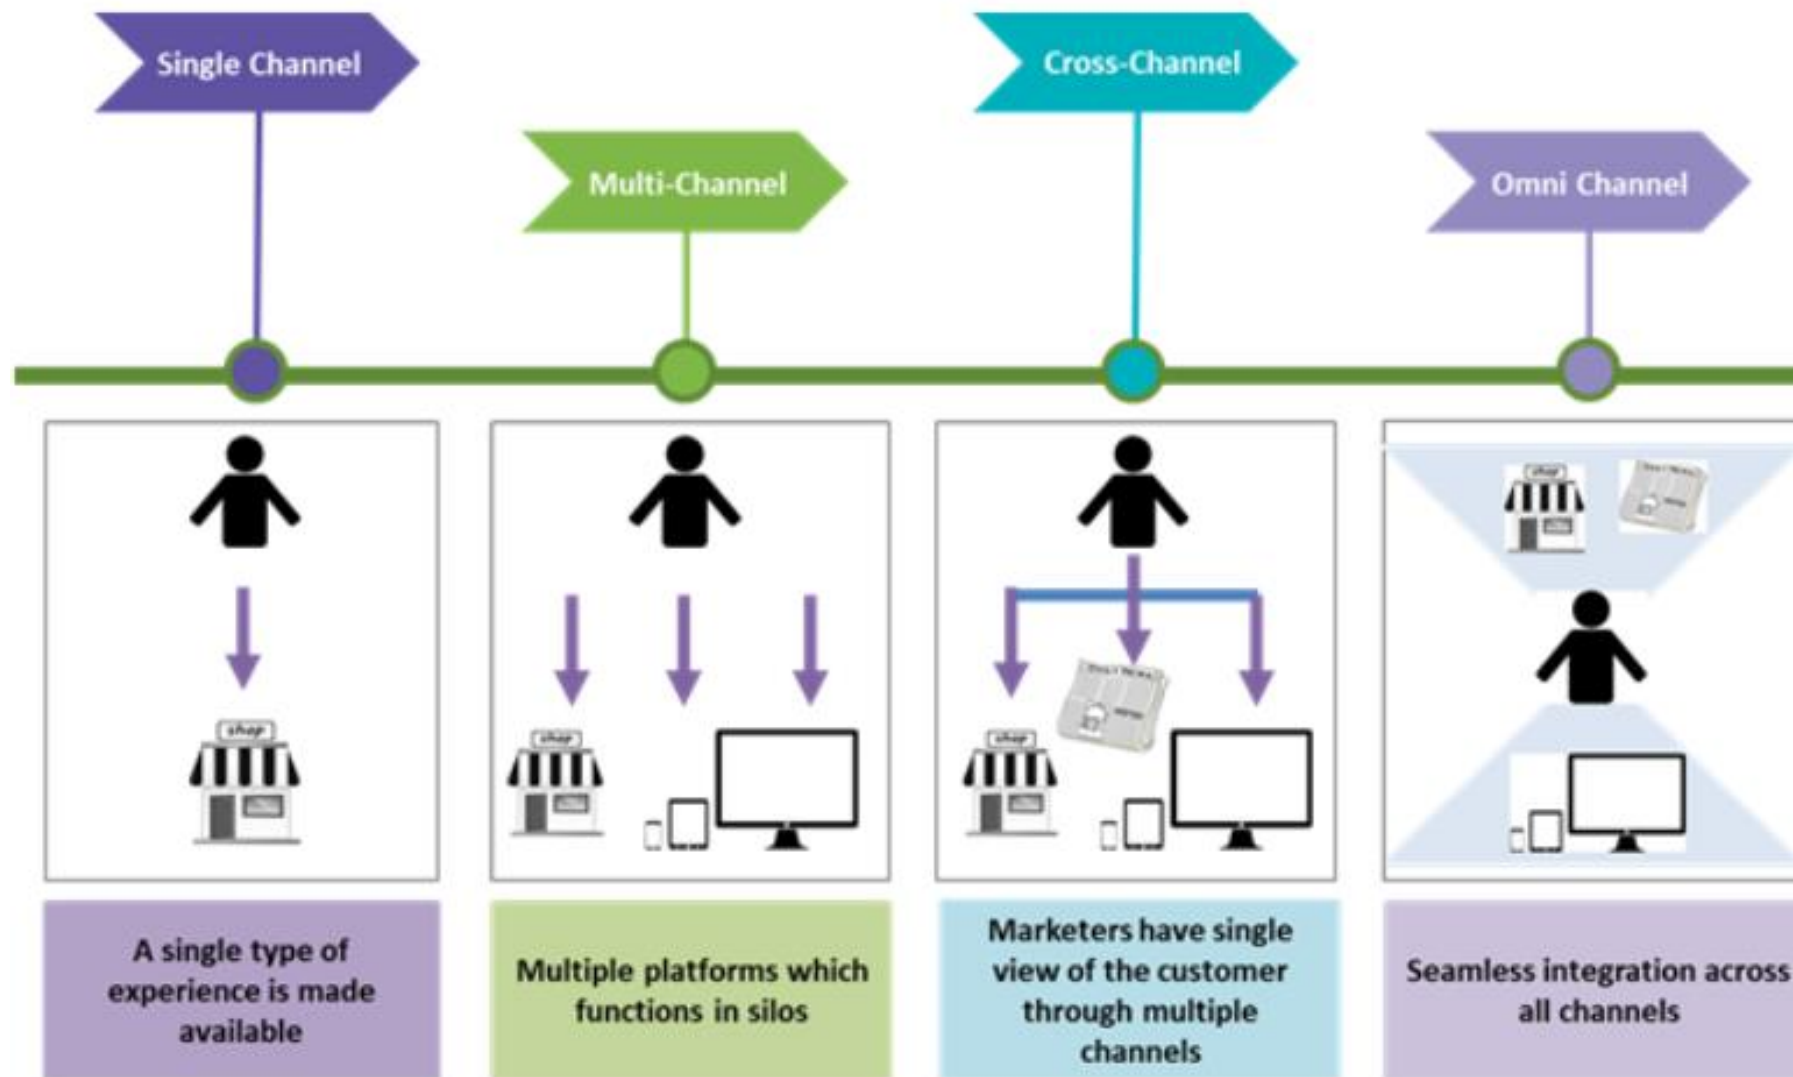 Single Channel
Cross-Channel
Multi-Channel
Omni Channel
shop
shop
shop
shop
A single type of
experience is made
available
Multiple platforms which
functions in silos
Marketers have single
view of the customer
through multiple
channels
Seamless integration across
all channels